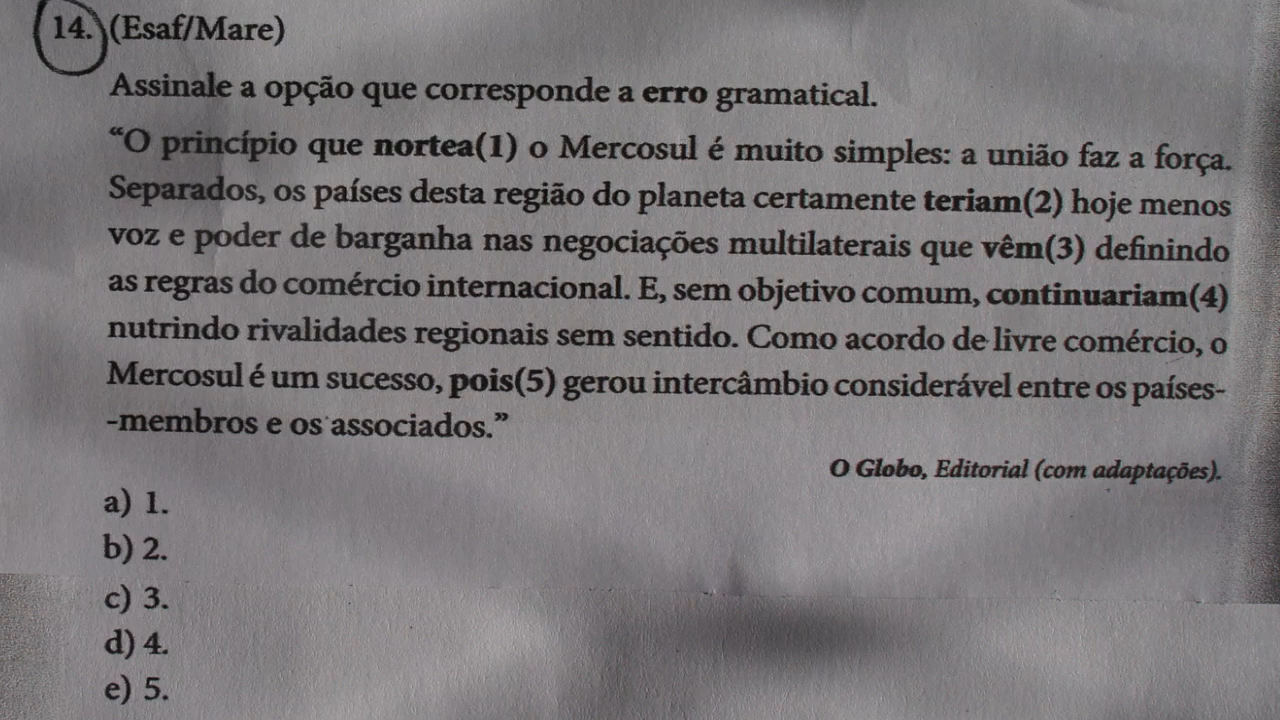 14. (Esaf/Mare)
Assinale a opção que corresponde a erro gramatical.
“O princípio que nortea(1) o Mercosul é muito simples: a união faz a força.
Separados, os países desta região do planeta certamente teriam(2) hoje menos
voz e poder de barganha nas negociações multilaterais que vêm(3) definindo
as regras do comércio internacional. E, sem objetivo comum, continuariam(4)
nutrindo rivalidades regionais sem sentido. Como acordo de livre comércio, o
Mercosul é um sucesso, pois(5) gerou intercâmbio considerável entre os países-
-membros e os associados.”
O Globo, Editorial (com adaptações).
a) 1.
b) 2.
c) 3.
d) 4.
e) 5.